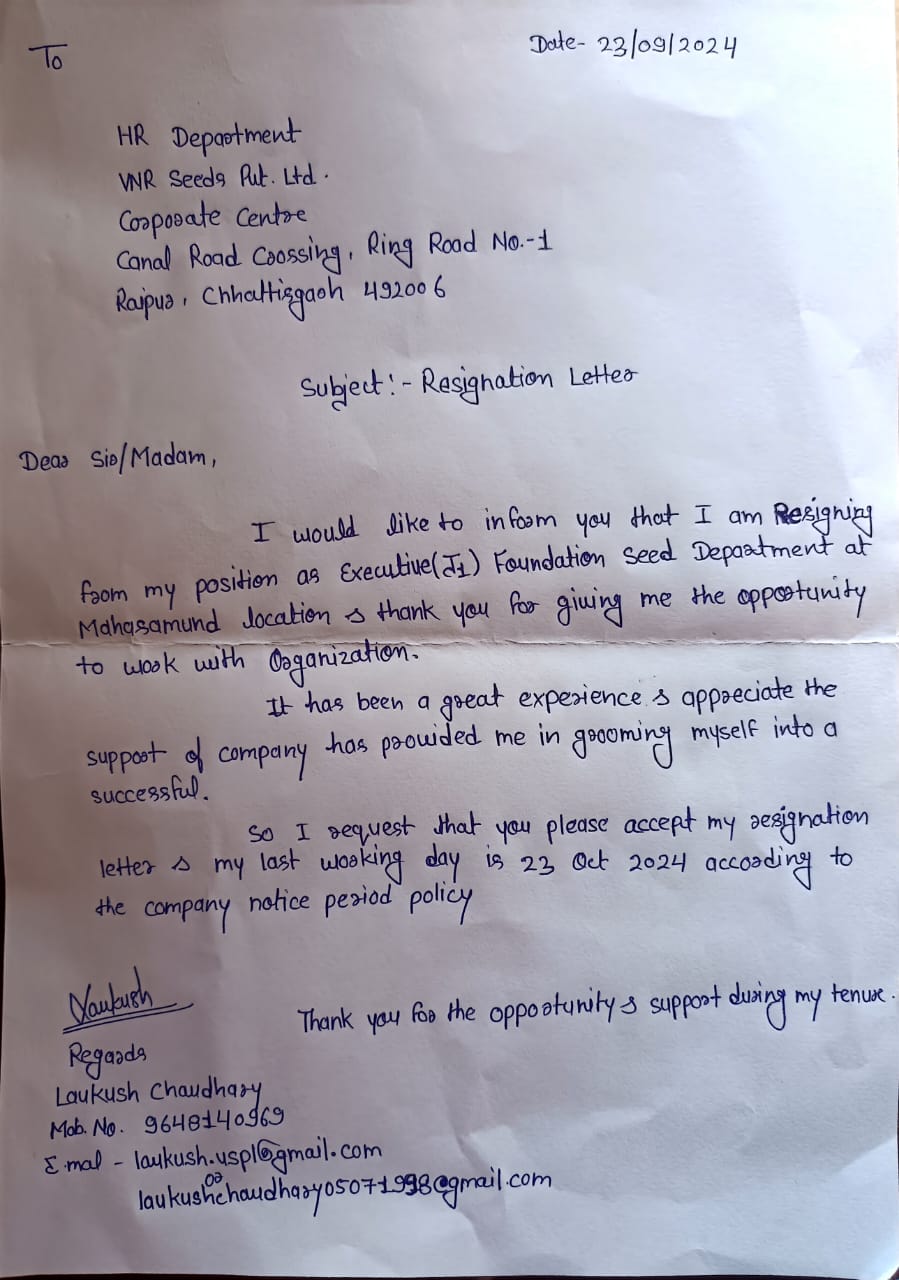 To
Date- 23/09/2024
HR Department
VNR Seeds Pvt. Ltd.
Corporate Centre
Canal Road Crossing, Ring Road No.-1
Raipur, Chhattisgarh 492006
Subject:- Resignation Letter
Dear Sir/Madam,
I would like to inform you that I am Resigning
from my position as Executive(J1) Foundation Seed Department at
Mahasamund location & thank you for giving me the opportunity
to work with Organization.
It has been a great experience & appreciate the
support of company has provided me in grooming myself into a
successful.
So I request that you please accept my resignation
letter & my last working day is 23 Oct 2024 according to
the company notice period policy
Thank you for the opportunity & support during my tenure.
Laukush
Regards
Laukush Chaudhary
Mob. No. 9648140969
E.mal - laukush.uspl@gmail.com
or
laukushchaudhary05071998@gmail.com